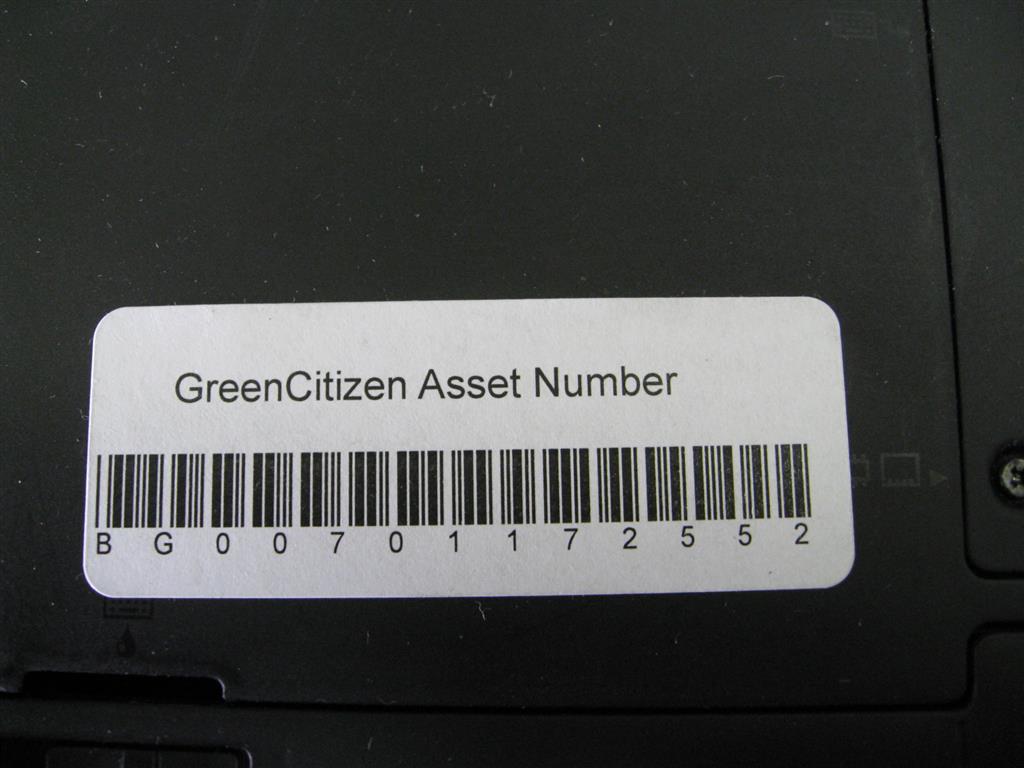 GreenCitizen Asset Number
B G 0 0 7 0 1 1 7 2 5 5 2